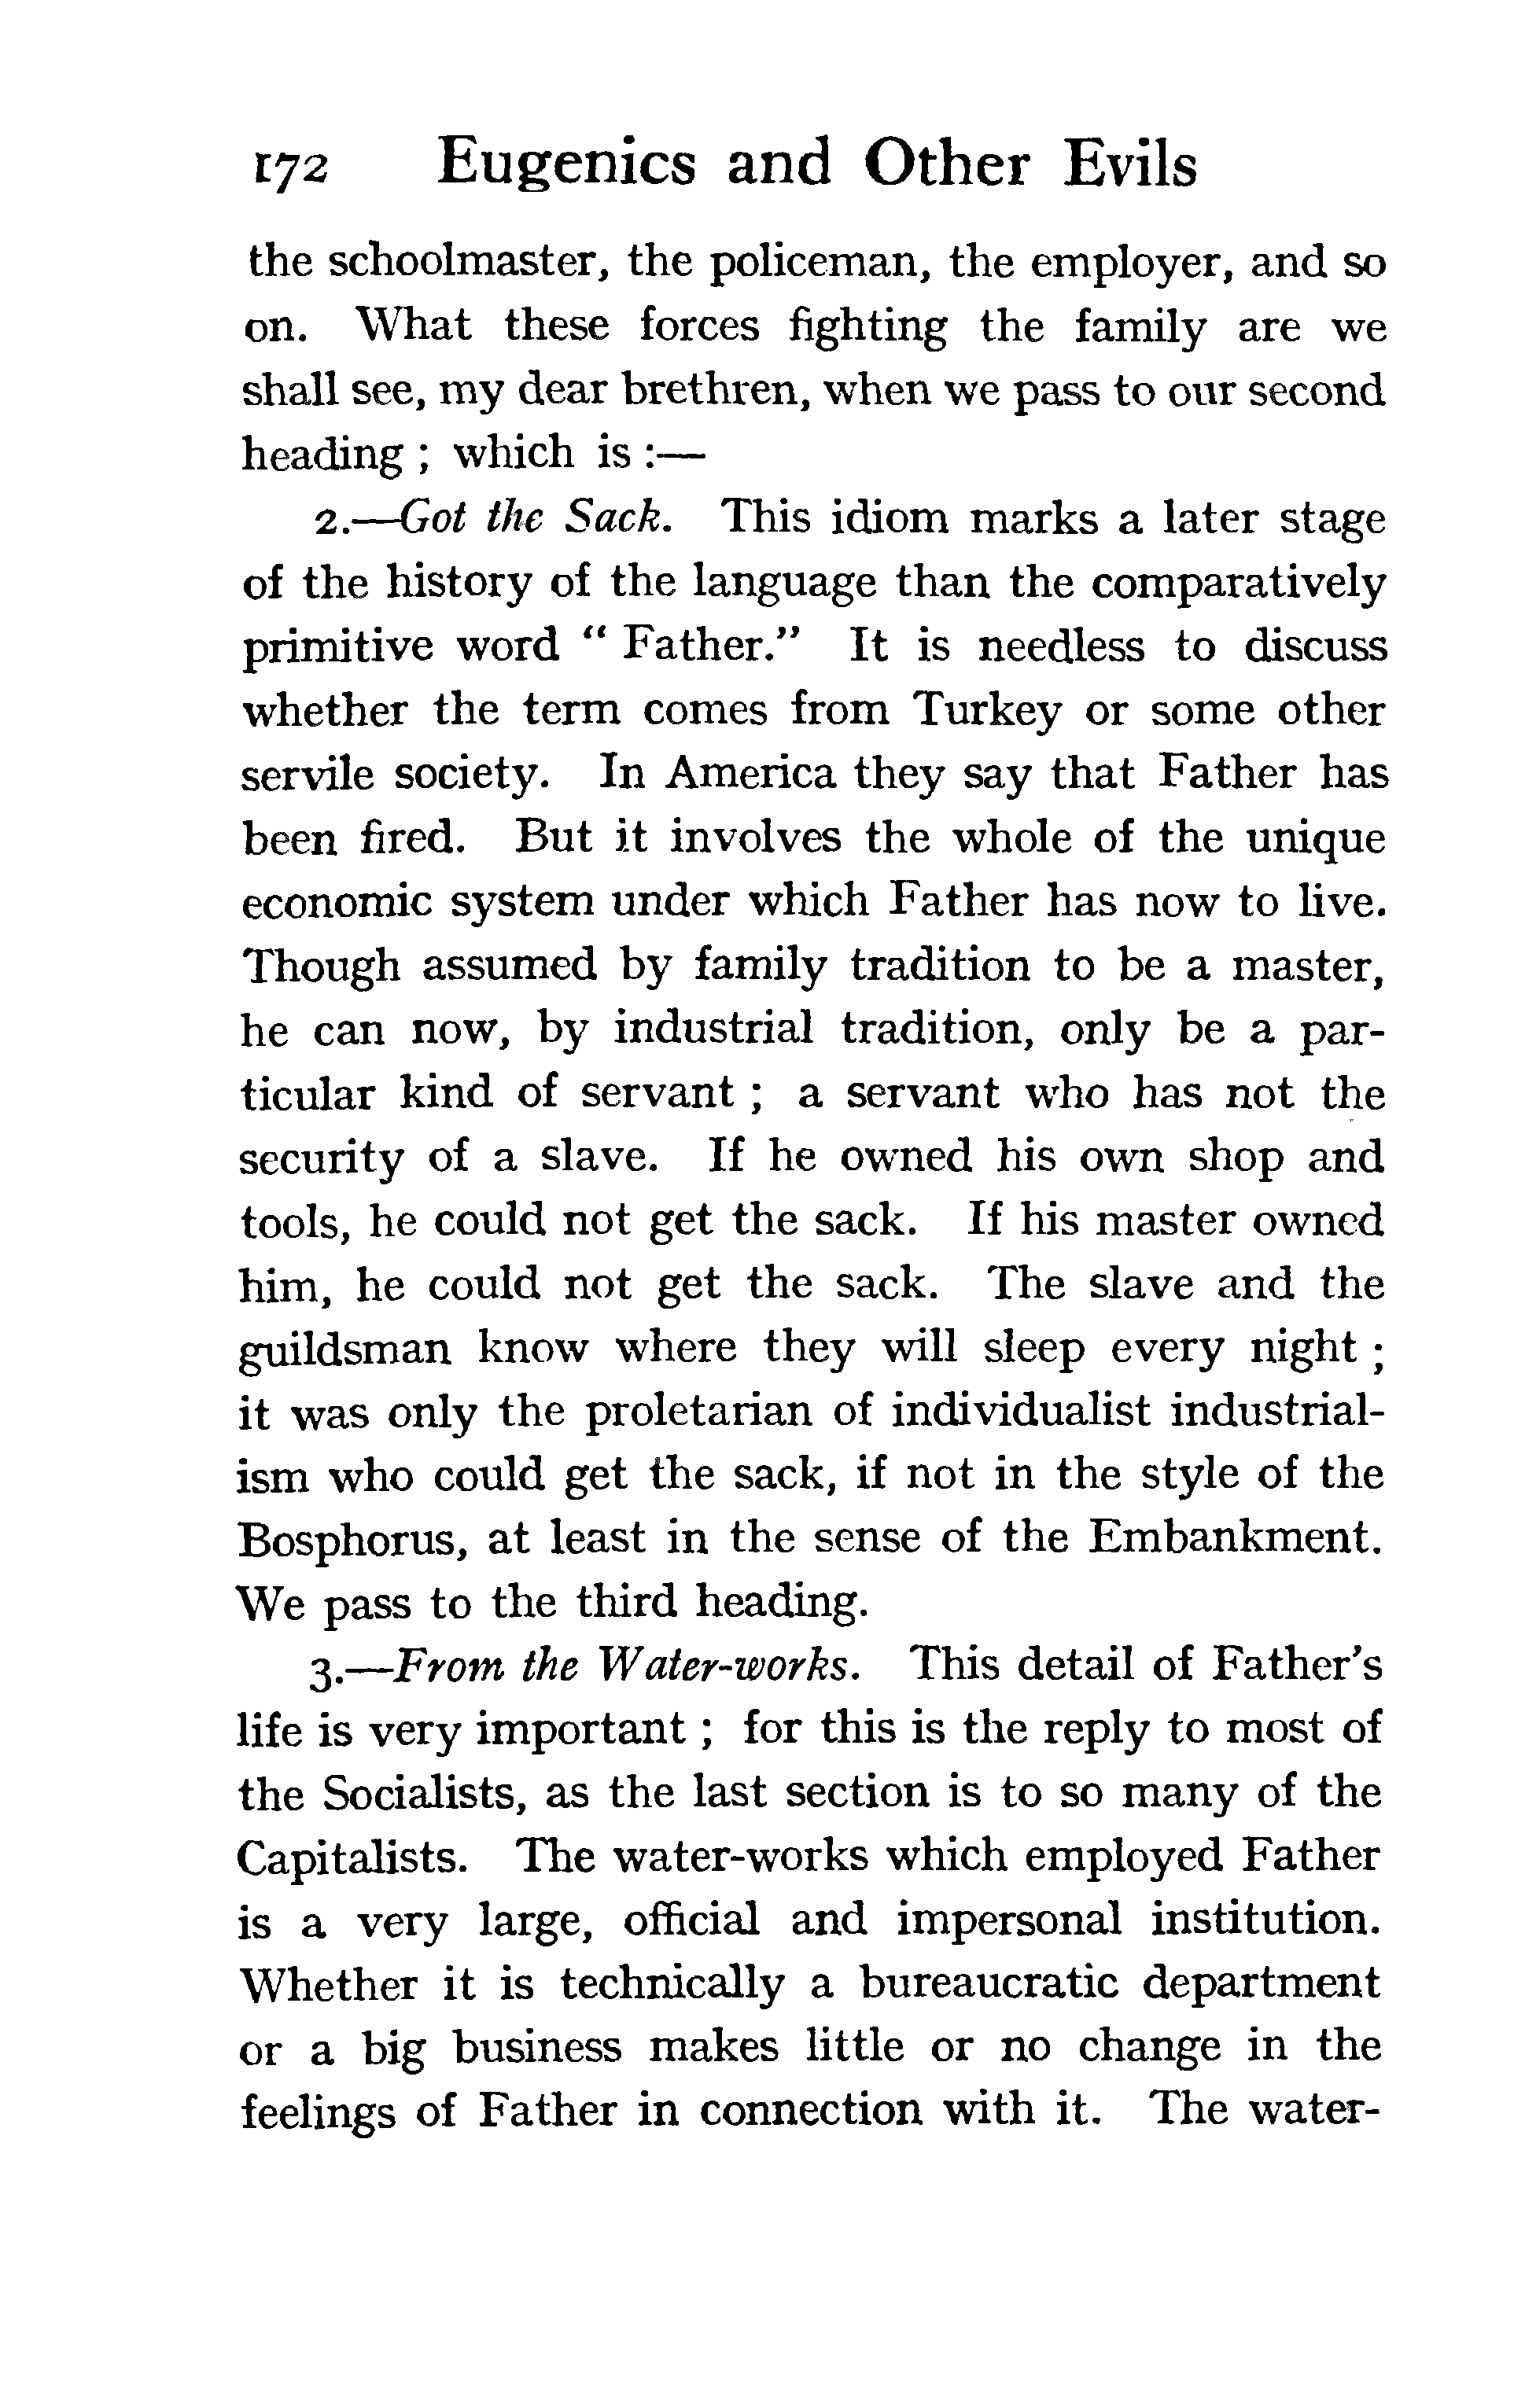 172 Eugenics and Other Evils
the schoolmaster, the policeman, the employer, and so
on. What these forces fighting the family are we
shall see, my dear brethren, when we pass to our second
heading ; which is :—
2.—Got the Sack. This idiom marks a later stage
of the history of the language than the comparatively
primitive word “ Father.” It is needless to discuss
whether the term comes from Turkey or some other
servile society. In America they say that Father has
been fired. But it involves the whole of the unique
economic system under which Father has now to live.
Though assumed by family tradition to be a master,
he can now, by industrial tradition, only be a par-
ticular kind of servant ; a servant who has not the
security of a slave. If he owned his own shop and
tools, he could not get the sack. If his master owned
him, he could not get the sack. The slave and the
guildsman know where they will sleep every night ;
it was only the proletarian of individualist industrial-
ism who could get the sack, if not in the style of the
Bosphorus, at least in the sense of the Embankment.
We pass to the third heading.
3.—From the Water-works. This detail of Father's
life is very important ; for this is the reply to most of
the Socialists, as the last section is to so many of the
Capitalists. The water-works which employed Father
is a very large, official and impersonal institution.
Whether it is technically a bureaucratic department
or a big business makes little or no change in the
feelings of Father in connection with it. The water-